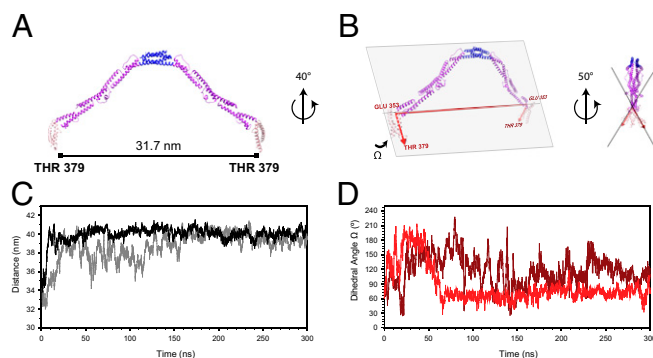 A
40°
31.7 nm
THR 379 THR 379
B
50°
GLU 353
GLU 353
THR 379
THR 379
Ω
C
Distance (nm)
42
40
38
36
34
32
30
0 50 100 150 200 250 300
Time (ns)
D
Dihedral Angle Ω (°)
240
210
180
150
120
90
60
30
0
0 50 100 150 200 250 300
Time (ns)